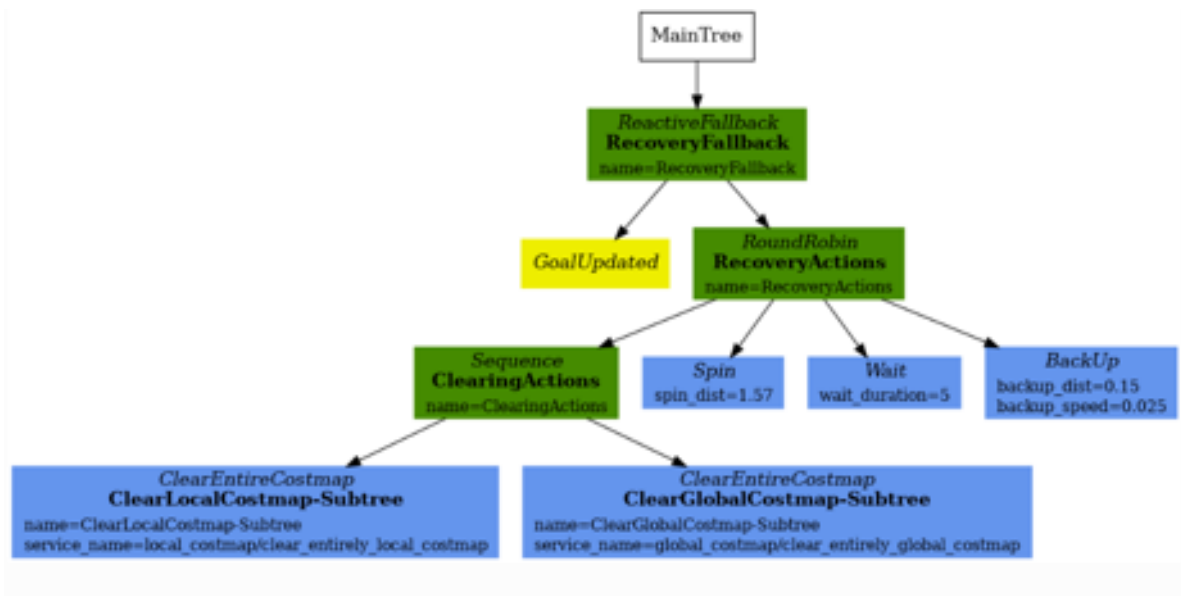 MainTree
ReactiveFallback
RecoveryFallback
name=RecoveryFallback
GoalUpdated
RoundRobin
RecoveryActions
name=RecoveryActions
Sequence
ClearingActions
name=ClearingActions
Spin
spin_dist=1.57
Wait
wait_duration=5
BackUp
backup_dist=0.15
backup_speed=0.025
ClearEntireCostmap
ClearLocalCostmap-Subtree
name=ClearLocalCostmap-Subtree
service_name=local_costmap/clear_entirely_local_costmap
ClearEntireCostmap
ClearGlobalCostmap-Subtree
name=ClearGlobalCostmap-Subtree
service_name=global_costmap/clear_entirely_global_costmap